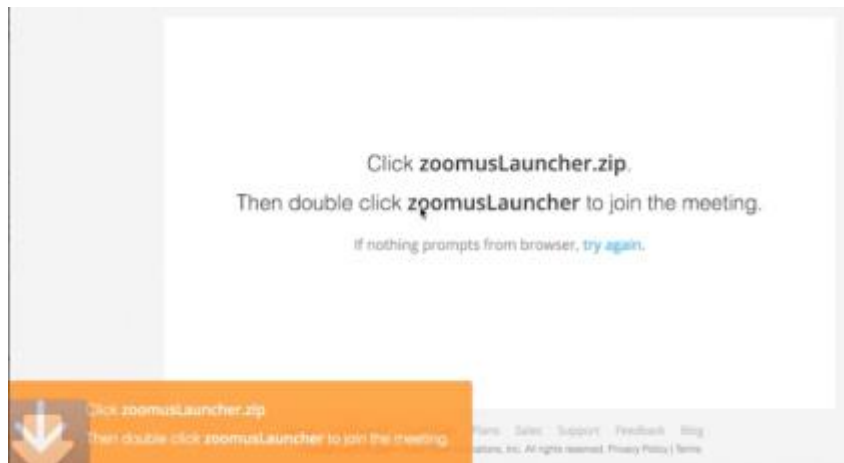 Click zoomusLauncher.zip.
Then double click zoomusLauncher to join the meeting.
If nothing prompts from browser, try again.
Click zoomusLauncher.zip
Then double click zoomusLauncher to join the meeting.
Plans Sales Support Feedback Blog
Inc. All rights reserved. Privacy Policy | Terms